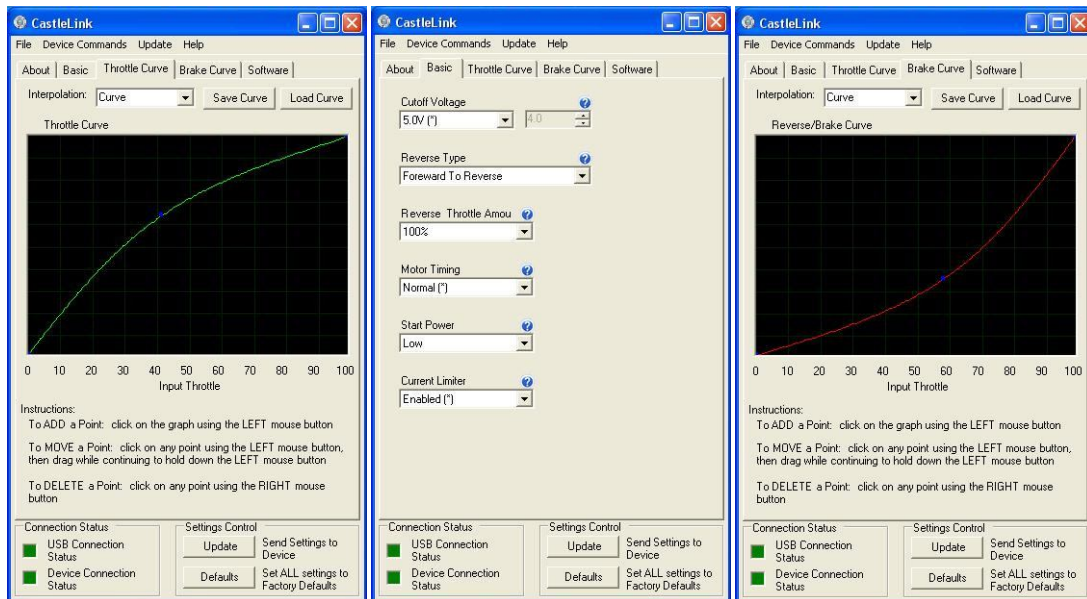 CastleLink
File Device Commands Update Help
About Basic Throttle Curve Brake Curve Software
Interpolation: Curve Save Curve Load Curve
Throttle Curve
0 10 20 30 40 50 60 70 80 90 100
Input Throttle
Instructions:
To ADD a Point: click on the graph using the LEFT mouse button
To MOVE a Point: click on any point using the LEFT mouse button,
then drag while continuing to hold down the LEFT mouse button
To DELETE a Point: click on any point using the RIGHT mouse
button
Connection Status Settings Control
USB Connection
Status
Update Send Settings to
Device
Device Connection
Status
Defaults Set ALL settings to
Factory Defaults
CastleLink
File Device Commands Update Help
About Basic Throttle Curve Brake Curve Software
Cutoff Voltage
5.0V (*) 4.0
Reverse Type
Foreward To Reverse
Reverse Throttle Amou
100%
Motor Timing
Normal (*)
Start Power
Low
Current Limiter
Enabled (*)
Connection Status Settings Control
USB Connection
Status
Update Send Settings to
Device
Device Connection
Status
Defaults Set ALL settings to
Factory Defaults
CastleLink
File Device Commands Update Help
About Basic Throttle Curve Brake Curve Software
Interpolation: Curve Save Curve Load Curve
Reverse/Brake Curve
0 10 20 30 40 50 60 70 80 90 100
Input Throttle
Instructions:
To ADD a Point: click on the graph using the LEFT mouse button
To MOVE a Point: click on any point using the LEFT mouse button,
then drag while continuing to hold down the LEFT mouse button
To DELETE a Point: click on any point using the RIGHT mouse
button
Connection Status Settings Control
USB Connection
Status
Update Send Settings to
Device
Device Connection
Status
Defaults Set ALL settings to
Factory Defaults